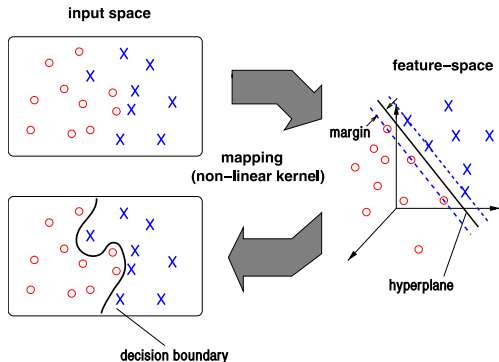 input space
feature–space
margin
mapping
(non–linear kernel)
hyperplane
decision boundary